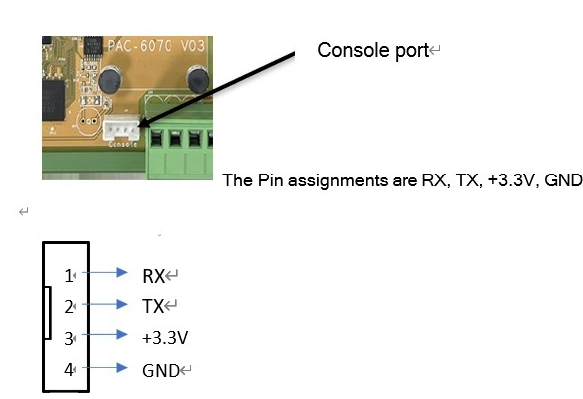 PAC-6070 V03
Console port
Console
The Pin assignments are RX, TX, +3.3V, GND
1 RX
2 TX
3 +3.3V
4 GND